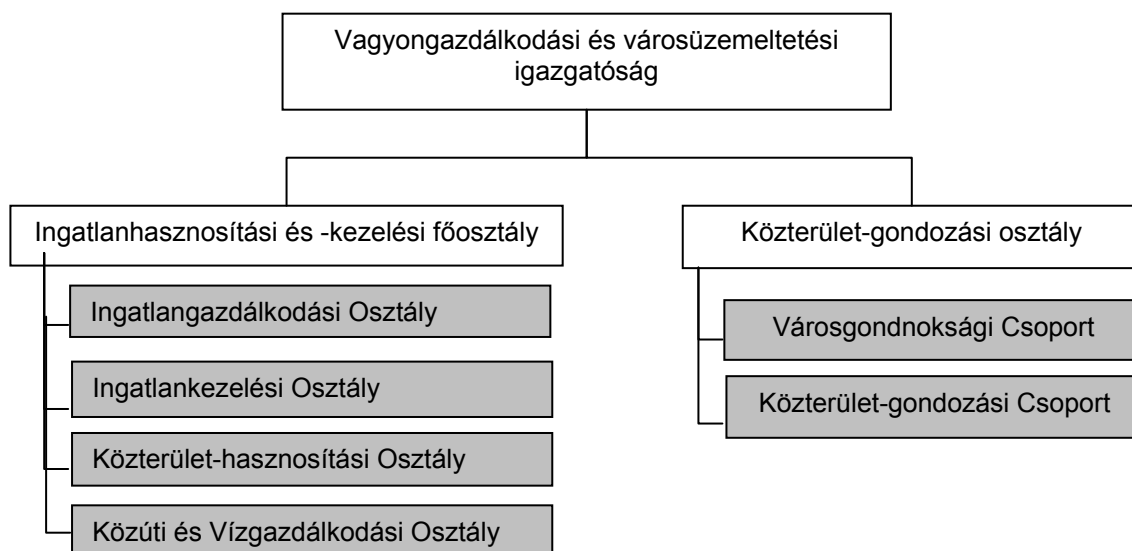 Vagyongazdálkodási és városüzemeltetési
igazgatóság
Ingatlanhasznosítási és -kezelési főosztály
Közterület-gondozási osztály
Ingatlangazdálkodási Osztály
Ingatlankezelési Osztály
Közterület-hasznosítási Osztály
Közúti és Vízgazdálkodási Osztály
Városgondnoksági Csoport
Közterület-gondozási Csoport